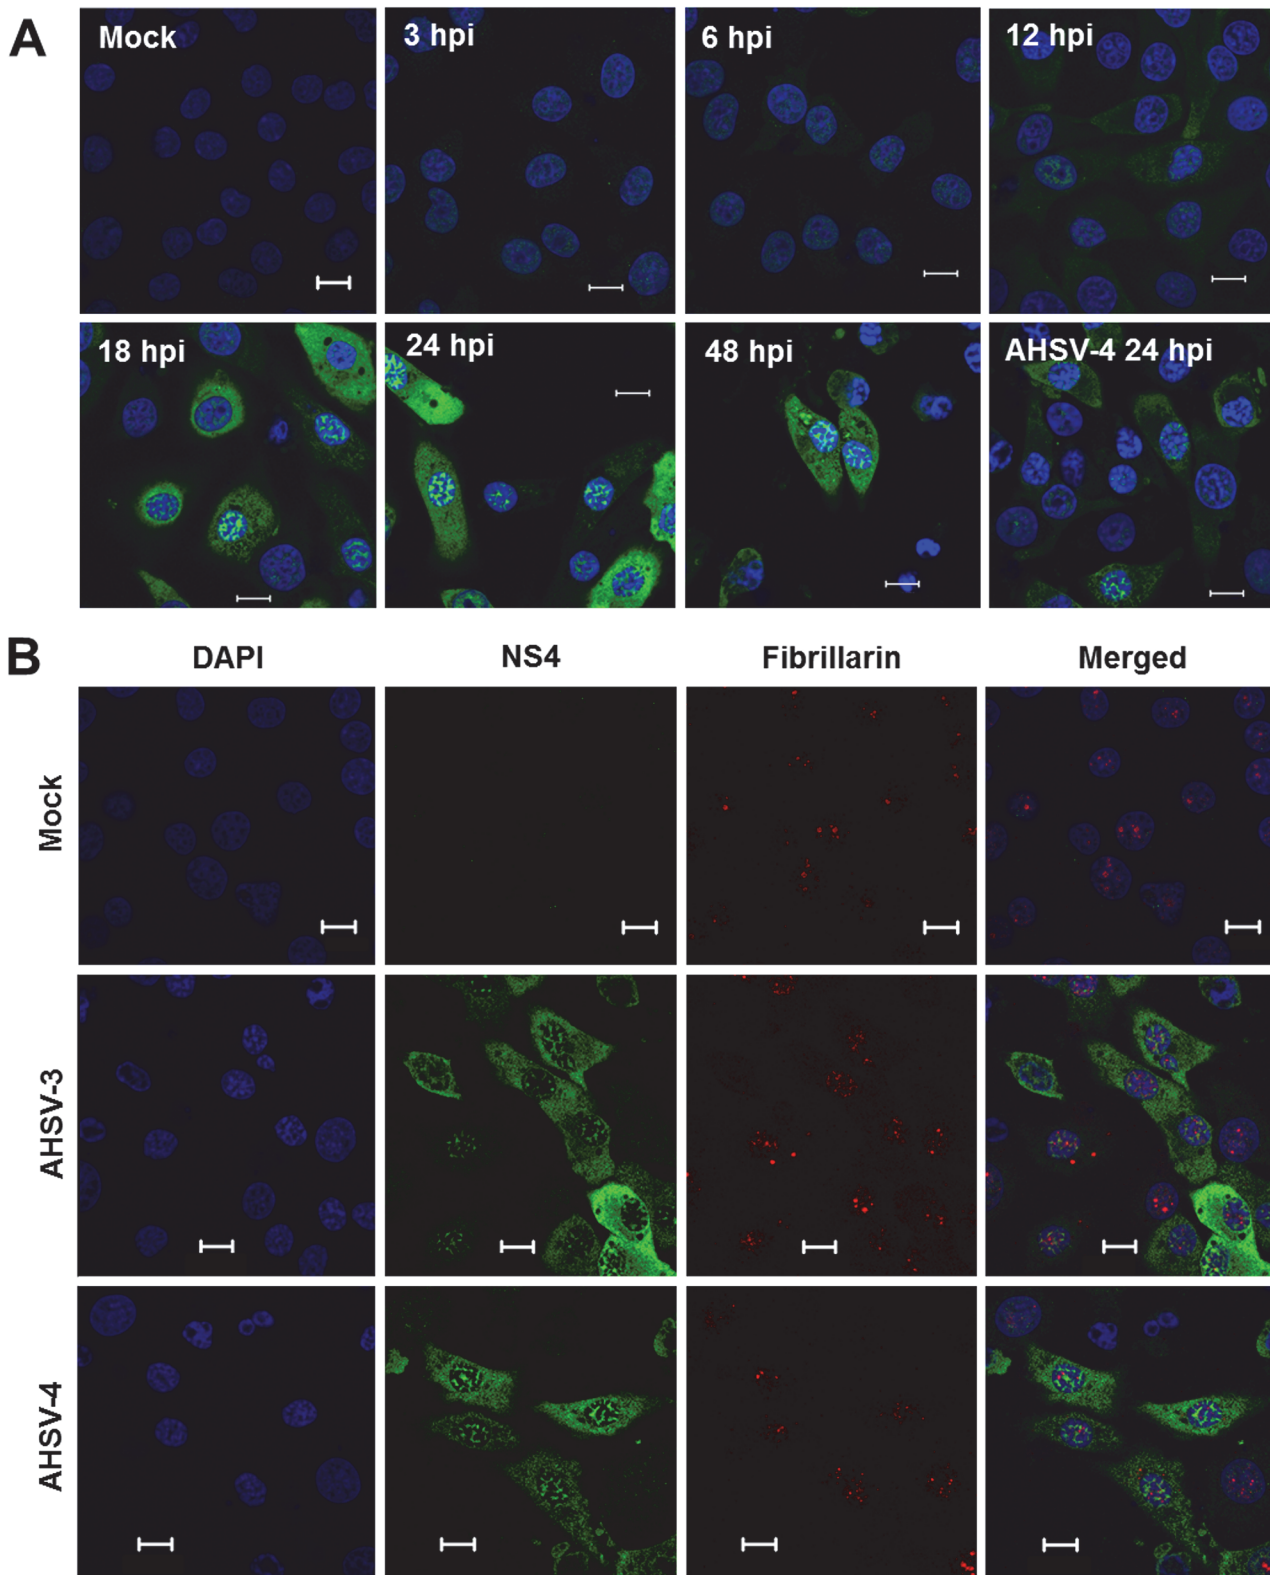 A
Mock
3 hpi
6 hpi
12 hpi
18 hpi
24 hpi
48 hpi
AHSV-4 24 hpi
B
DAPI
NS4
Fibrillarin
Merged
Mock
AHSV-3
AHSV-4